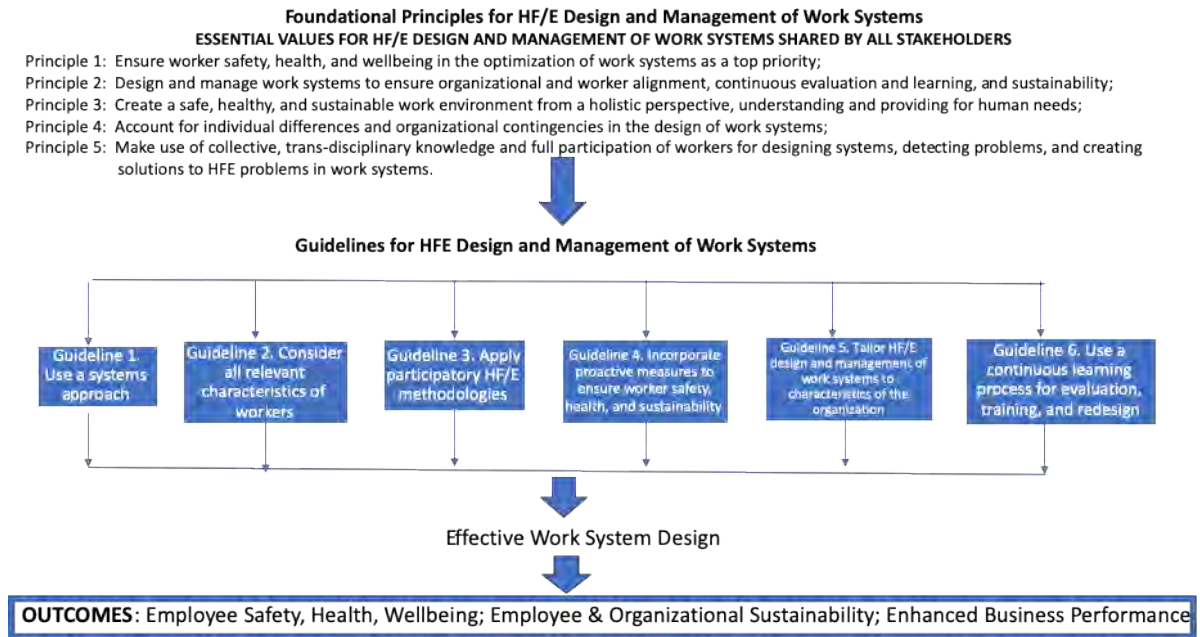 Foundational Principles for HF/E Design and Management of Work Systems
ESSENTIAL VALUES FOR HF/E DESIGN AND MANAGEMENT OF WORK SYSTEMS SHARED BY ALL STAKEHOLDERS
Principle 1: Ensure worker safety, health, and wellbeing in the optimization of work systems as a top priority;
Principle 2: Design and manage work systems to ensure organizational and worker alignment, continuous evaluation and learning, and sustainability;
Principle 3: Create a safe, healthy, and sustainable work environment from a holistic perspective, understanding and providing for human needs;
Principle 4: Account for individual differences and organizational contingencies in the design of work systems;
Principle 5: Make use of collective, trans-disciplinary knowledge and full participation of workers for designing systems, detecting problems, and creating
solutions to HFE problems in work systems.
Guidelines for HFE Design and Management of Work Systems
Guideline 1.
Use a systems
approach
Guideline 2. Consider
all relevant
characteristics of
workers
Guideline 3. Apply
participatory HF/E
methodologies
Guideline 4. Incorporate
proactive measures to
ensure worker safety,
health, and sustainability
Guideline 5. Tailor HF/E
design and management of
work systems to
characteristics of the
organization
Guideline 6. Use a
continuous learning
process for evaluation,
training, and redesign
Effective Work System Design
OUTCOMES: Employee Safety, Health, Wellbeing; Employee & Organizational Sustainability; Enhanced Business Performance